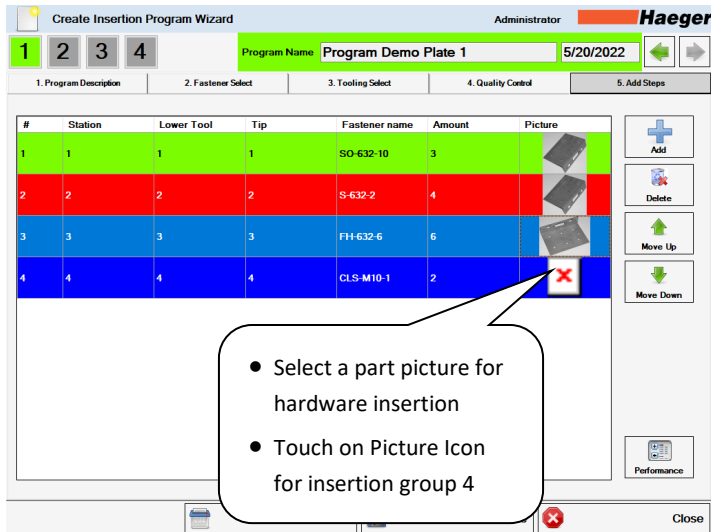 Create Insertion Program Wizard Administrator Haeger
1 2 3 4 Program Name Program Demo Plate 1 5/20/2022
1. Program Description 2. Fastener Select 3. Tooling Select 4. Quality Control 5. Add Steps
# Station Lower Tool Tip Fastener name Amount Picture
1 1 1 1 SO-632-10 3
2 2 2 2 S-632-2 4
3 3 3 3 FH-632-6 6
4 4 4 4 CLS-M10-1 2
Add
Delete
Move Up
Move Down
• Select a part picture for
hardware insertion
• Touch on Picture Icon
for insertion group 4
Performance
Close